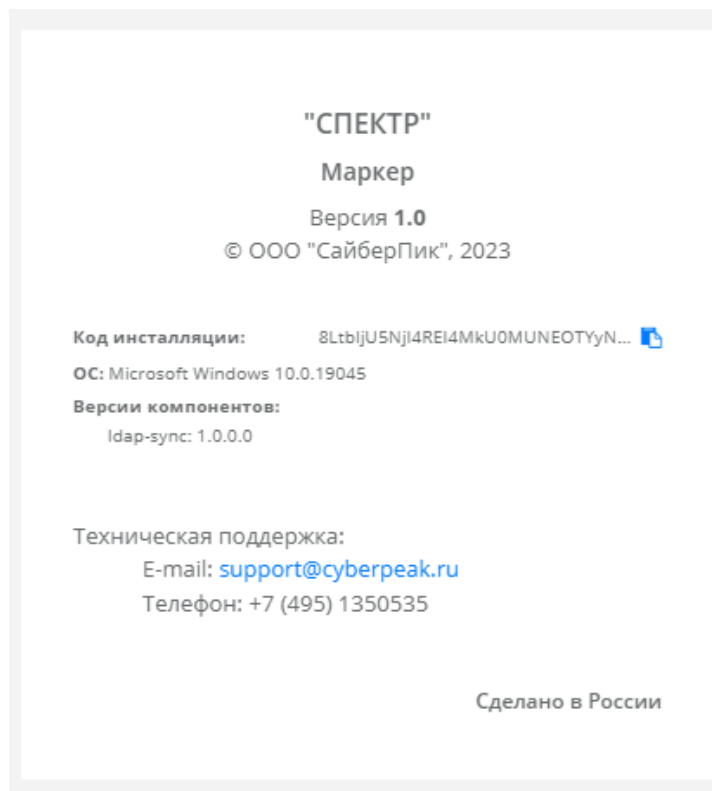 "СПЕКТР"
Маркер
Версия 1.0
© ООО "СайберПик", 2023
Код инсталляции: 8LtbIjU5NjI4REI4MkU0MUNEOTYyN...
ОС: Microsoft Windows 10.0.19045
Версии компонентов:
ldap-sync: 1.0.0.0
Техническая поддержка:
E-mail: support@cyberpeak.ru
Телефон: +7 (495) 1350535
Сделано в России